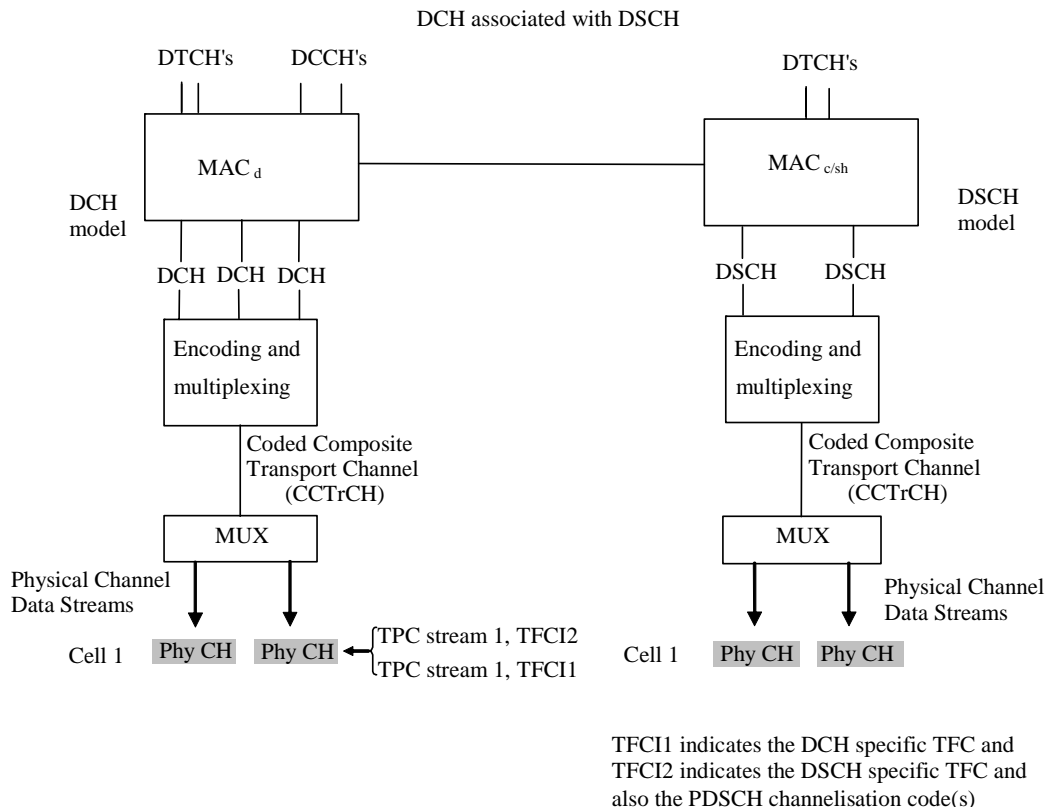 DCH associated with DSCH
DTCH's
DCCH's
DTCH's
MAC d
MAC c/sh
DCH
model
DSCH
model
DCH
DCH
DCH
DSCH
DSCH
Encoding and
multiplexing
Encoding and
multiplexing
Coded Composite
Transport Channel
(CCTrCH)
Coded Composite
Transport Channel
(CCTrCH)
MUX
MUX
Physical Channel
Data Streams
Physical Channel
Data Streams
Cell 1
Phy CH
Phy CH
TPC stream 1, TFCI2
TPC stream 1, TFCI1
Cell 1
Phy CH
Phy CH
TFCI1 indicates the DCH specific TFC and
TFCI2 indicates the DSCH specific TFC and
also the PDSCH channelisation code(s)